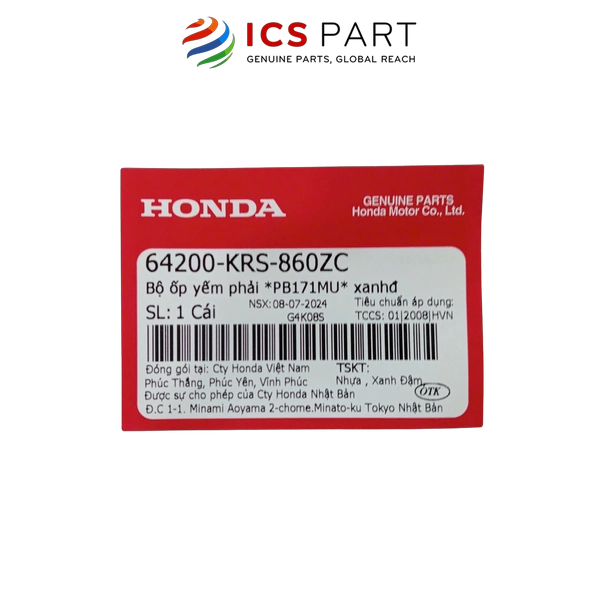 ICS PART
GENUINE PARTS, GLOBAL REACH
HONDA
GENUINE PARTS
Honda Motor Co., Ltd.
64200-KRS-860ZC
Bộ ốp yếm phải *PB171MU* xanhđ
NSX: 08-07-2024 Tiêu chuẩn áp dụng:
SL: 1 Cái G4K08S TCCS: 01|2008|HVN
Đóng gói tại: Cty Honda Việt Nam TSKT:
Phúc Thắng, Phúc Yên, Vĩnh Phúc Nhựa , Xanh Đậm,
Được sự cho phép của Cty Honda Nhật Bản OTK
Đ.C 1-1. Minami Aoyama 2-chome.Minato-ku Tokyo Nhật Bản